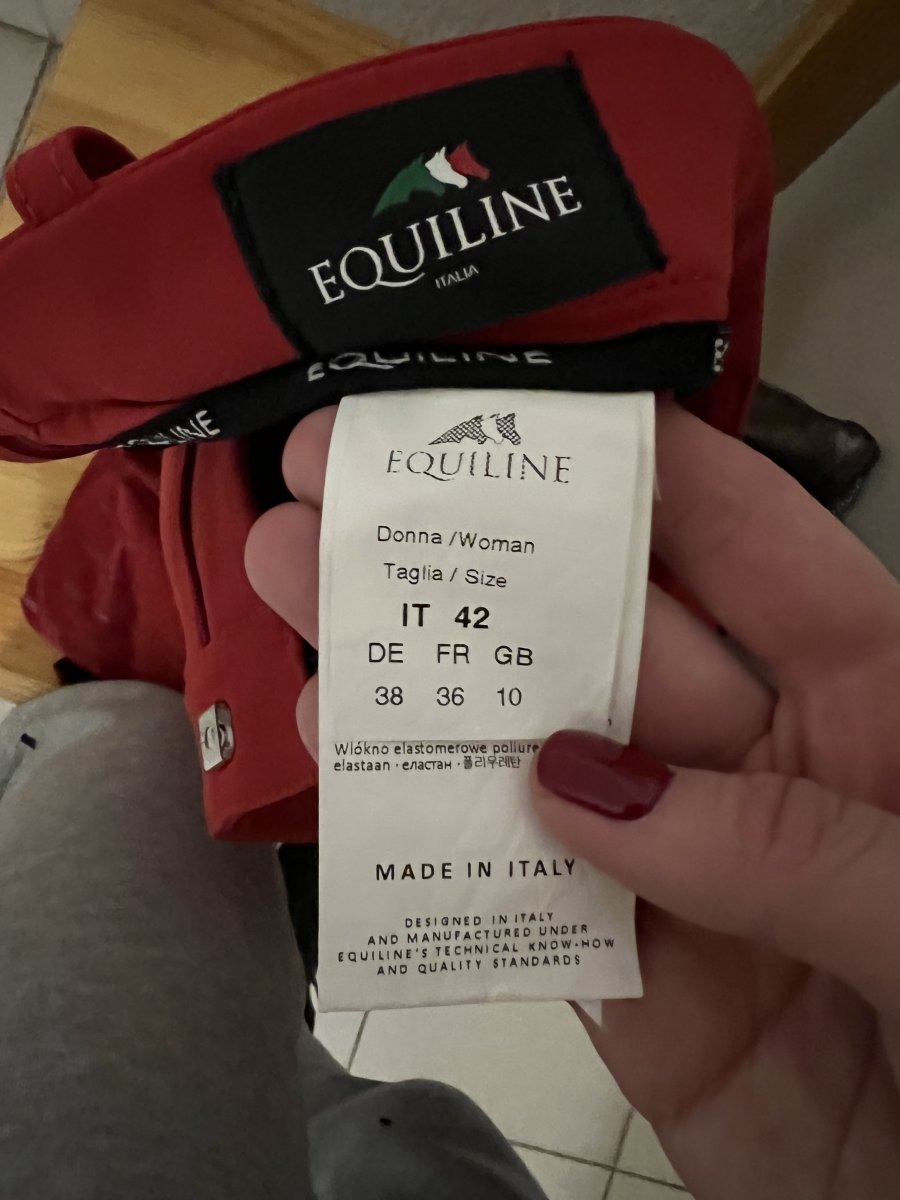 EQUILINE
ITALIA
EQUILINE
EQUILINE
Donna /Woman
Taglia / Size
IT 42
DE FR GB
38 36 10
Włókno elastomerowe poliure
elastaan · еластан · 폴리우레탄
MADE IN ITALY
DESIGNED IN ITALY
AND MANUFACTURED UNDER
EQUILINE'S TECHNICAL KNOW-HOW
AND QUALITY STANDARDS